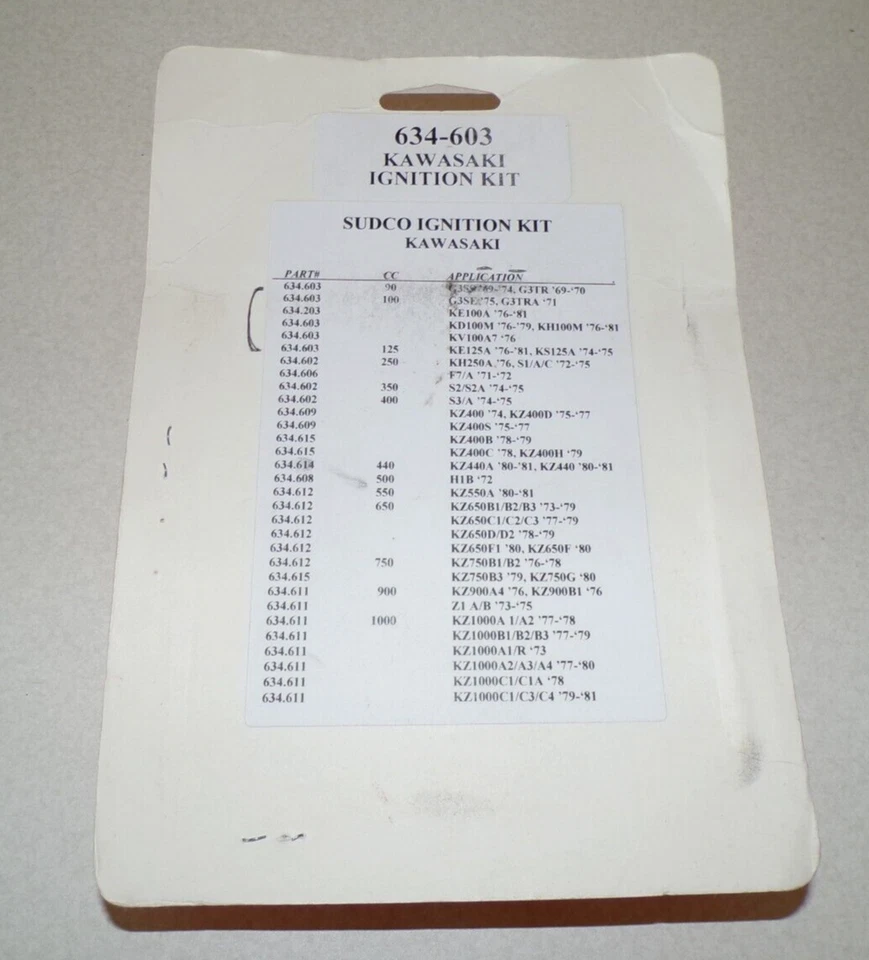 634-603
KAWASAKI
IGNITION KIT
SUDCO IGNITION KIT
KAWASAKI
PART# CC APPLICATION
634.603 90 '69-'74, G3TR '69-'70
634.603 100 G3SE '75, G3TRA '71
634.203 KE100A '76-'81
634.603 KD100M '76-'79, KH100M '76-'81
634.603 KV100A7 '76
634.603 125 KE125A '76-'81, KS125A '74-'75
634.602 250 KH250A '76, S1/A/C '72-'75
634.606 F7/A '71-'72
634.602 350 S2/S2A '74-'75
634.602 400 S3/A '74-'75
634.609 KZ400 '74, KZ400D '75-'77
634.609 KZ400S '75-'77
634.615 KZ400B '78-'79
634.615 KZ400C '78, KZ400H '79
634.614 440 KZ440A '80-'81, KZ440 '80-'81
634.608 500 H1B '72
634.612 550 KZ550A '80-'81
634.612 650 KZ650B1/B2/B3 '73-'79
634.612 KZ650C1/C2/C3 '77-'79
634.612 KZ650D/D2 '78-'79
634.612 KZ650F1 '80, KZ650F '80
634.612 750 KZ750B1/B2 '76-'78
634.615 KZ750B3 '79, KZ750G '80
634.611 900 KZ900A4 '76, KZ900B1 '76
634.611 Z1 A/B '73-'75
634.611 1000 KZ1000A 1/A2 '77-'78
634.611 KZ1000B1/B2/B3 '77-'79
634.611 KZ1000A1/R '73
634.611 KZ1000A2/A3/A4 '77-'80
634.611 KZ1000C1/C1A '78
634.611 KZ1000C1/C3/C4 '79-'81